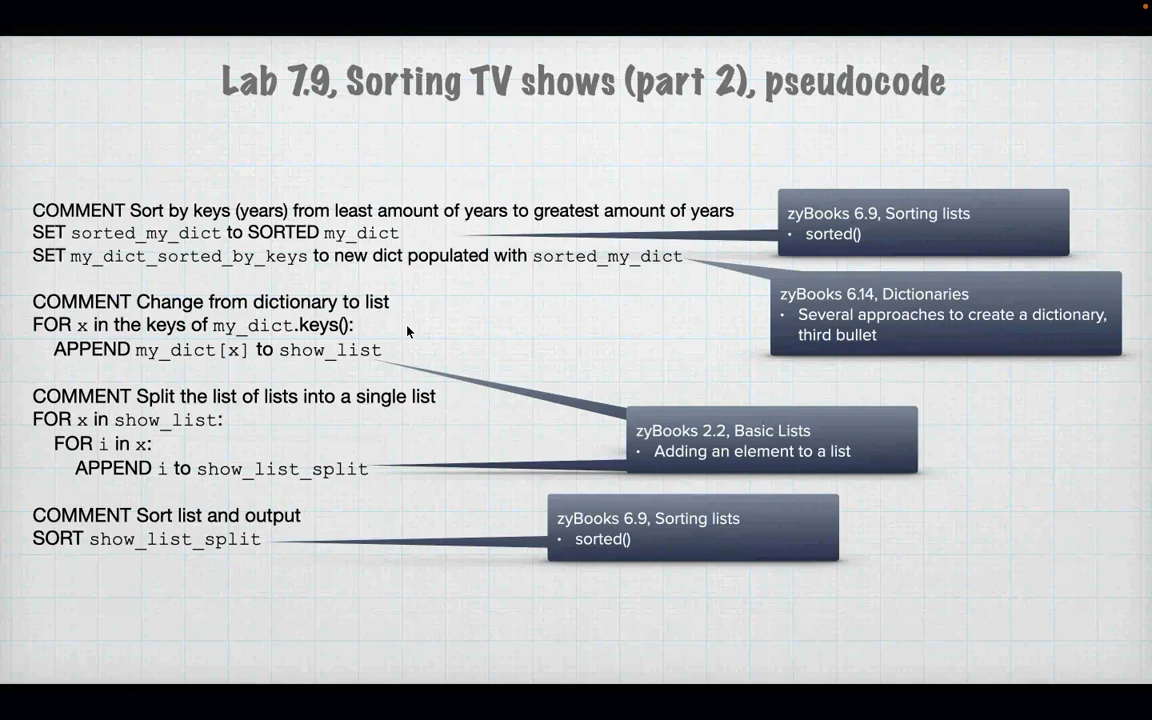 Lab 7.9, Sorting TV shows (part 2), pseudocode
COMMENT Sort by keys (years) from least amount of years to greatest amount of years
SET sorted_my_dict to SORTED my_dict
SET my_dict_sorted_by_keys to new dict populated with sorted_my_dict
zyBooks 6.9, Sorting lists
• sorted()
zyBooks 6.14, Dictionaries
• Several approaches to create a dictionary,
third bullet
COMMENT Change from dictionary to list
FOR x in the keys of my_dict.keys():
APPEND my_dict[x] to show_list
COMMENT Split the list of lists into a single list
FOR x in show_list:
FOR i in x:
APPEND i to show_list_split
zyBooks 2.2, Basic Lists
• Adding an element to a list
COMMENT Sort list and output
SORT show_list_split
zyBooks 6.9, Sorting lists
• sorted()